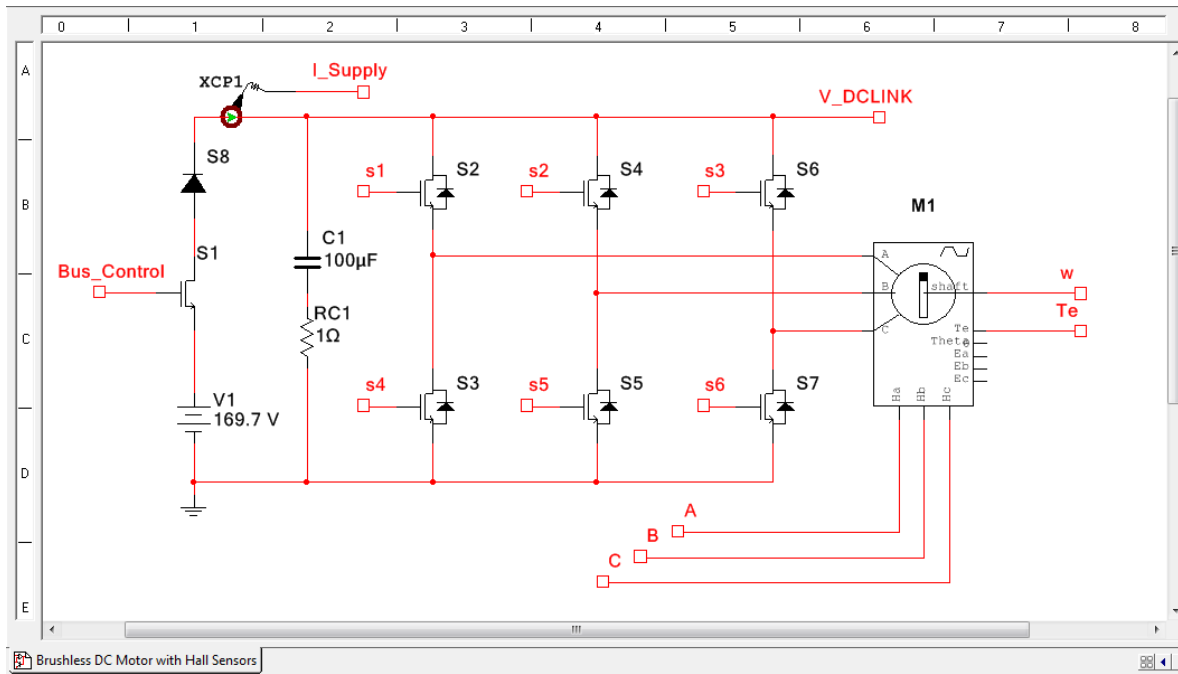 0 1 2 3 4 5 6 7 8
A
B
C
D
E
XCP1
I_Supply
V_DCLINK
S8
s1
S2
s2
S4
s3
S6
M1
S1
C1
100µF
Bus_Control
A
B
shaft
w
RC1
1Ω
C
Te
Te
Theta
Ea
Eb
Ec
s4
S3
s5
S5
s6
S7
V1
169.7 V
Ha
Hb
Hc
A
B
C
Brushless DC Motor with Hall Sensors